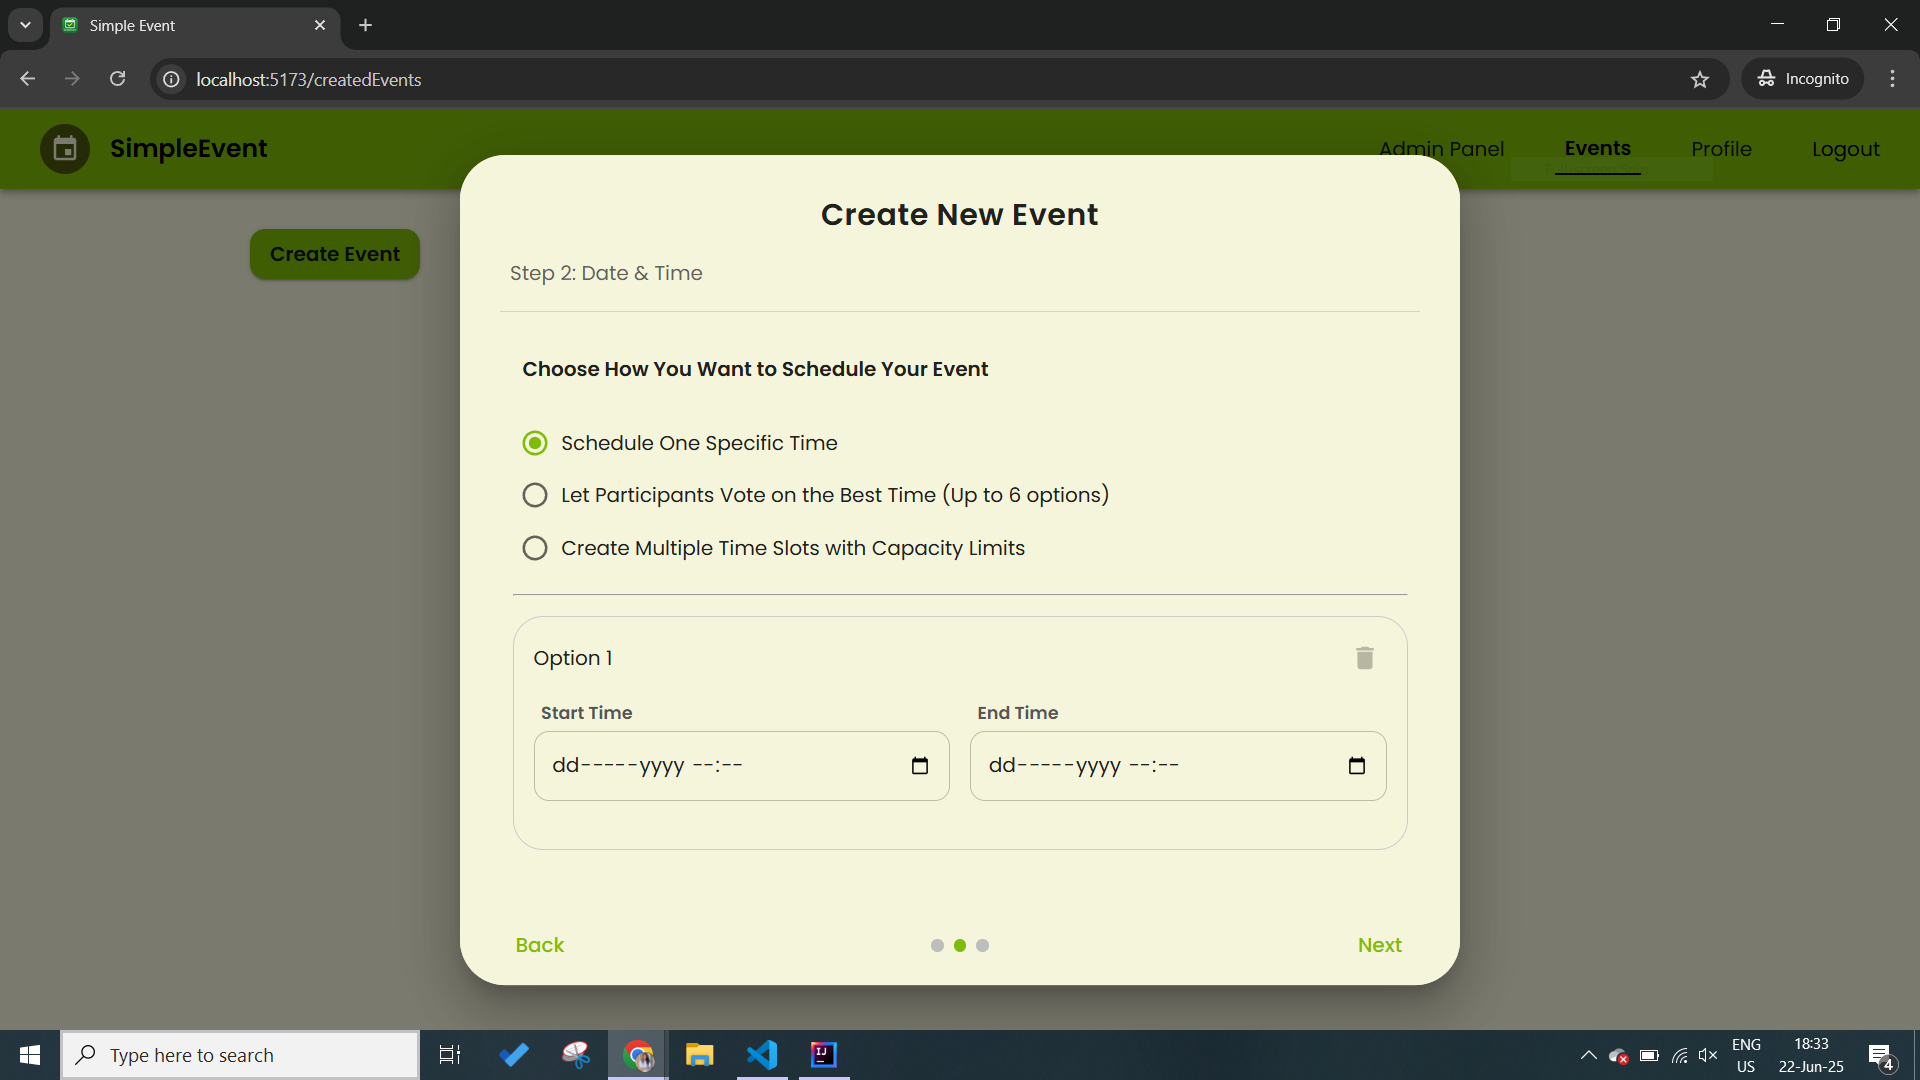 Simple Event
localhost:5173/createdEvents
Incognito
SimpleEvent
Admin Panel
Events
Profile
Logout
Create Event
Create New Event
Step 2: Date & Time
Choose How You Want to Schedule Your Event
Schedule One Specific Time
Let Participants Vote on the Best Time (Up to 6 options)
Create Multiple Time Slots with Capacity Limits
Option 1
Start Time
End Time
dd-----yyyy --:--
dd-----yyyy --:--
Back
Next
Type here to search
IJ
ENG
US
18:33
22-Jun-25
4